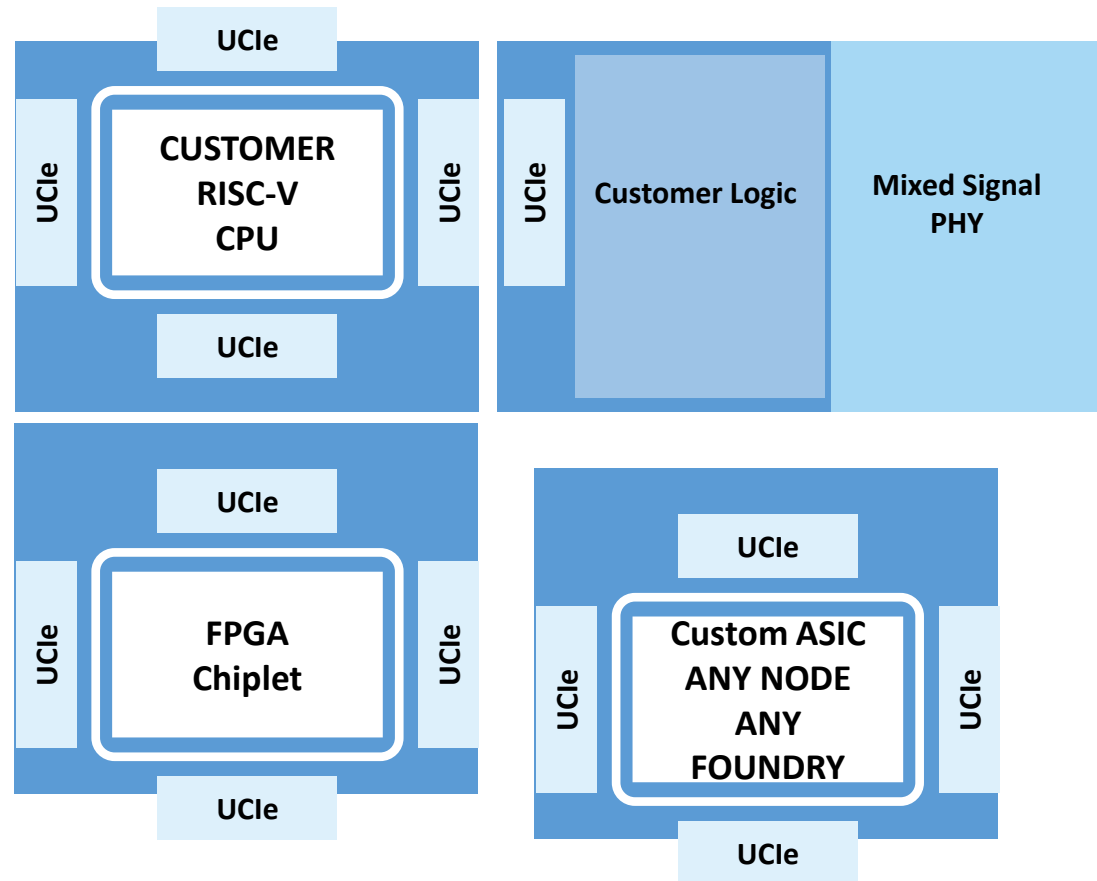 UCIe
UCIe
CUSTOMER
RISC-V
CPU
UCIe
UCIe
UCIe
Customer Logic
Mixed Signal
PHY
UCIe
UCIe
FPGA
Chiplet
UCIe
UCIe
UCIe
UCIe
Custom ASIC
ANY NODE
ANY
FOUNDRY
UCIe
UCIe